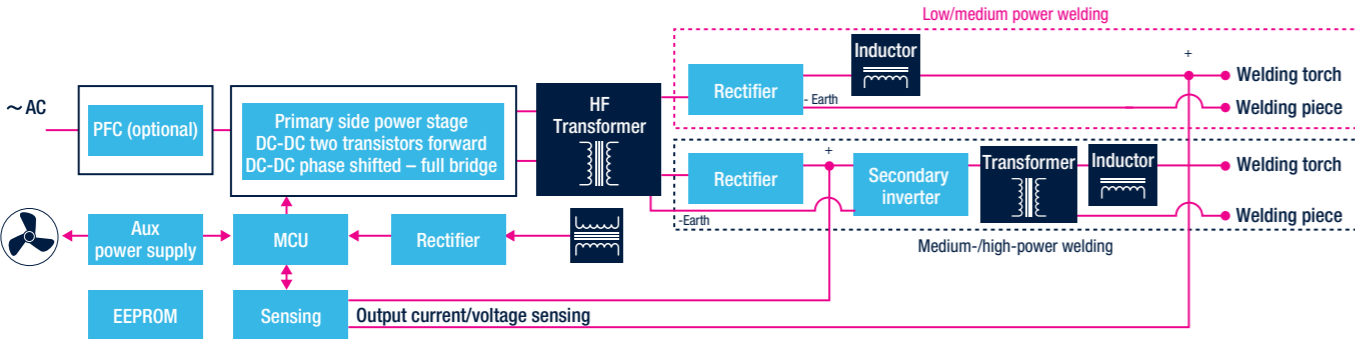 Low/medium power welding
~ AC
PFC (optional)
Primary side power stage
DC-DC two transistors forward
DC-DC phase shifted – full bridge
HF
Transformer
Rectifier
Inductor
- Earth
+
Welding torch
Welding piece
Rectifier
+
-Earth
Secondary
inverter
Transformer
Inductor
Welding torch
Welding piece
Medium-/high-power welding
Aux
power supply
MCU
Rectifier
EEPROM
Sensing
Output current/voltage sensing